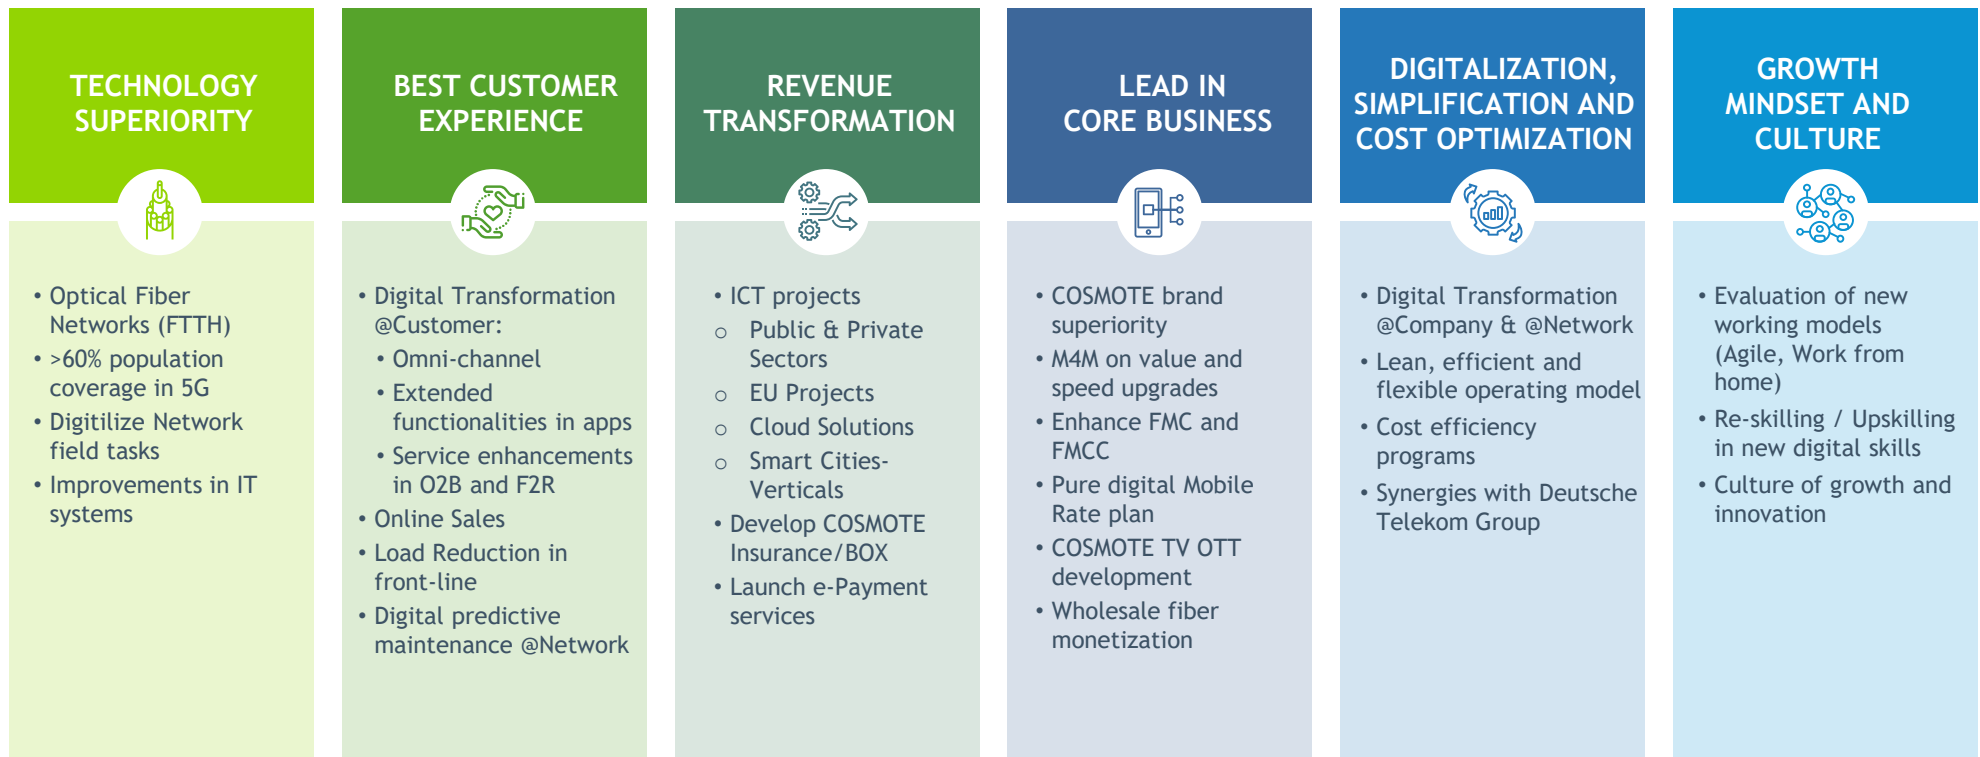 TECHNOLOGY
SUPERIORITY
• Optical Fiber
Networks (FTTH)
• >60% population
coverage in 5G
• Digitilize Network
field tasks
• Improvements in IT
systems
BEST CUSTOMER
EXPERIENCE
• Digital Transformation
@Customer:
• Omni-channel
• Extended
functionalities in apps
• Service enhancements
in O2B and F2R
• Online Sales
• Load Reduction in
front-line
• Digital predictive
maintenance @Network
REVENUE
TRANSFORMATION
• ICT projects
○ Public & Private
Sectors
○ EU Projects
○ Cloud Solutions
○ Smart Cities-
Verticals
• Develop COSMOTE
Insurance/BOX
• Launch e-Payment
services
LEAD IN
CORE BUSINESS
• COSMOTE brand
superiority
• M4M on value and
speed upgrades
• Enhance FMC and
FMCC
• Pure digital Mobile
Rate plan
• COSMOTE TV OTT
development
• Wholesale fiber
monetization
DIGITALIZATION,
SIMPLIFICATION AND
COST OPTIMIZATION
• Digital Transformation
@Company & @Network
• Lean, efficient and
flexible operating model
• Cost efficiency
programs
• Synergies with Deutsche
Telekom Group
GROWTH
MINDSET AND
CULTURE
• Evaluation of new
working models
(Agile, Work from
home)
• Re-skilling / Upskilling
in new digital skills
• Culture of growth and
innovation